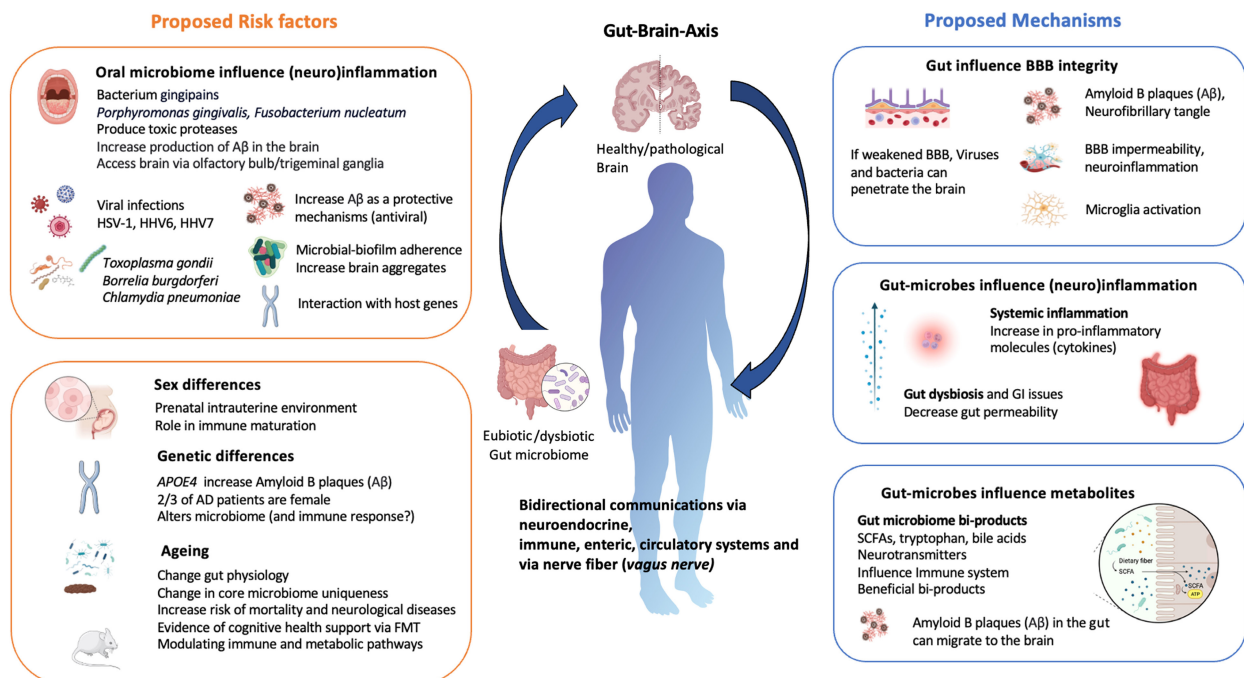 Proposed Risk factors
Oral microbiome influence (neuro)inflammation
Bacterium gingipains
Porphyromonas gingivalis, Fusobacterium nucleatum
Produce toxic proteases
Increase production of Aβ in the brain
Access brain via olfactory bulb/trigeminal ganglia
Viral infections
HSV-1, HHV6, HHV7
Increase Aβ as a protective
mechanisms (antiviral)
Toxoplasma gondii
Borrelia burgdorferi
Chlamydia pneumoniae
Microbial-biofilm adherence
Increase brain aggregates
Interaction with host genes
Sex differences
Prenatal intrauterine environment
Role in immune maturation
Genetic differences
APOE4 increase Amyloid B plaques (Aβ)
2/3 of AD patients are female
Alters microbiome (and immune response?)
Ageing
Change gut physiology
Change in core microbiome uniqueness
Increase risk of mortality and neurological diseases
Evidence of cognitive health support via FMT
Modulating immune and metabolic pathways
Gut-Brain-Axis
Healthy/pathological
Brain
Eubiotic/dysbiotic
Gut microbiome
Bidirectional communications via
neuroendocrine,
immune, enteric, circulatory systems and
via nerve fiber (vagus nerve)
Proposed Mechanisms
Gut influence BBB integrity
If weakened BBB, Viruses
and bacteria can
penetrate the brain
Amyloid B plaques (Aβ),
Neurofibrillary tangle
BBB impermeability,
neuroinflammation
Microglia activation
Gut-microbes influence (neuro)inflammation
Systemic inflammation
Increase in pro-inflammatory
molecules (cytokines)
Gut dysbiosis and GI issues
Decrease gut permeability
Gut-microbes influence metabolites
Gut microbiome bi-products
SCFAs, tryptophan, bile acids
Neurotransmitters
Influence Immune system
Beneficial bi-products
Dietary fiber
SCFA
SCFA
ATP
Amyloid B plaques (Aβ) in the gut
can migrate to the brain